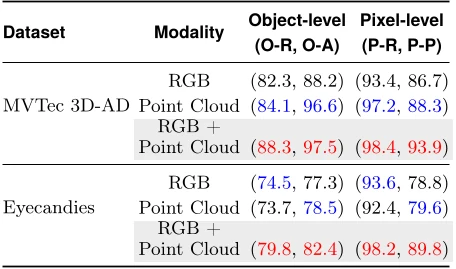 Dataset Modality Object-level (O-R, O-A) Pixel-level (P-R, P-P)
RGB (82.3, 88.2) (93.4, 86.7)
MVTec 3D-AD Point Cloud (84.1, 96.6) (97.2, 88.3)
RGB +
Point Cloud (88.3, 97.5) (98.4, 93.9)
RGB (74.5, 77.3) (93.6, 78.8)
Eyecandies Point Cloud (73.7, 78.5) (92.4, 79.6)
RGB +
Point Cloud (79.8, 82.4) (98.2, 89.8)